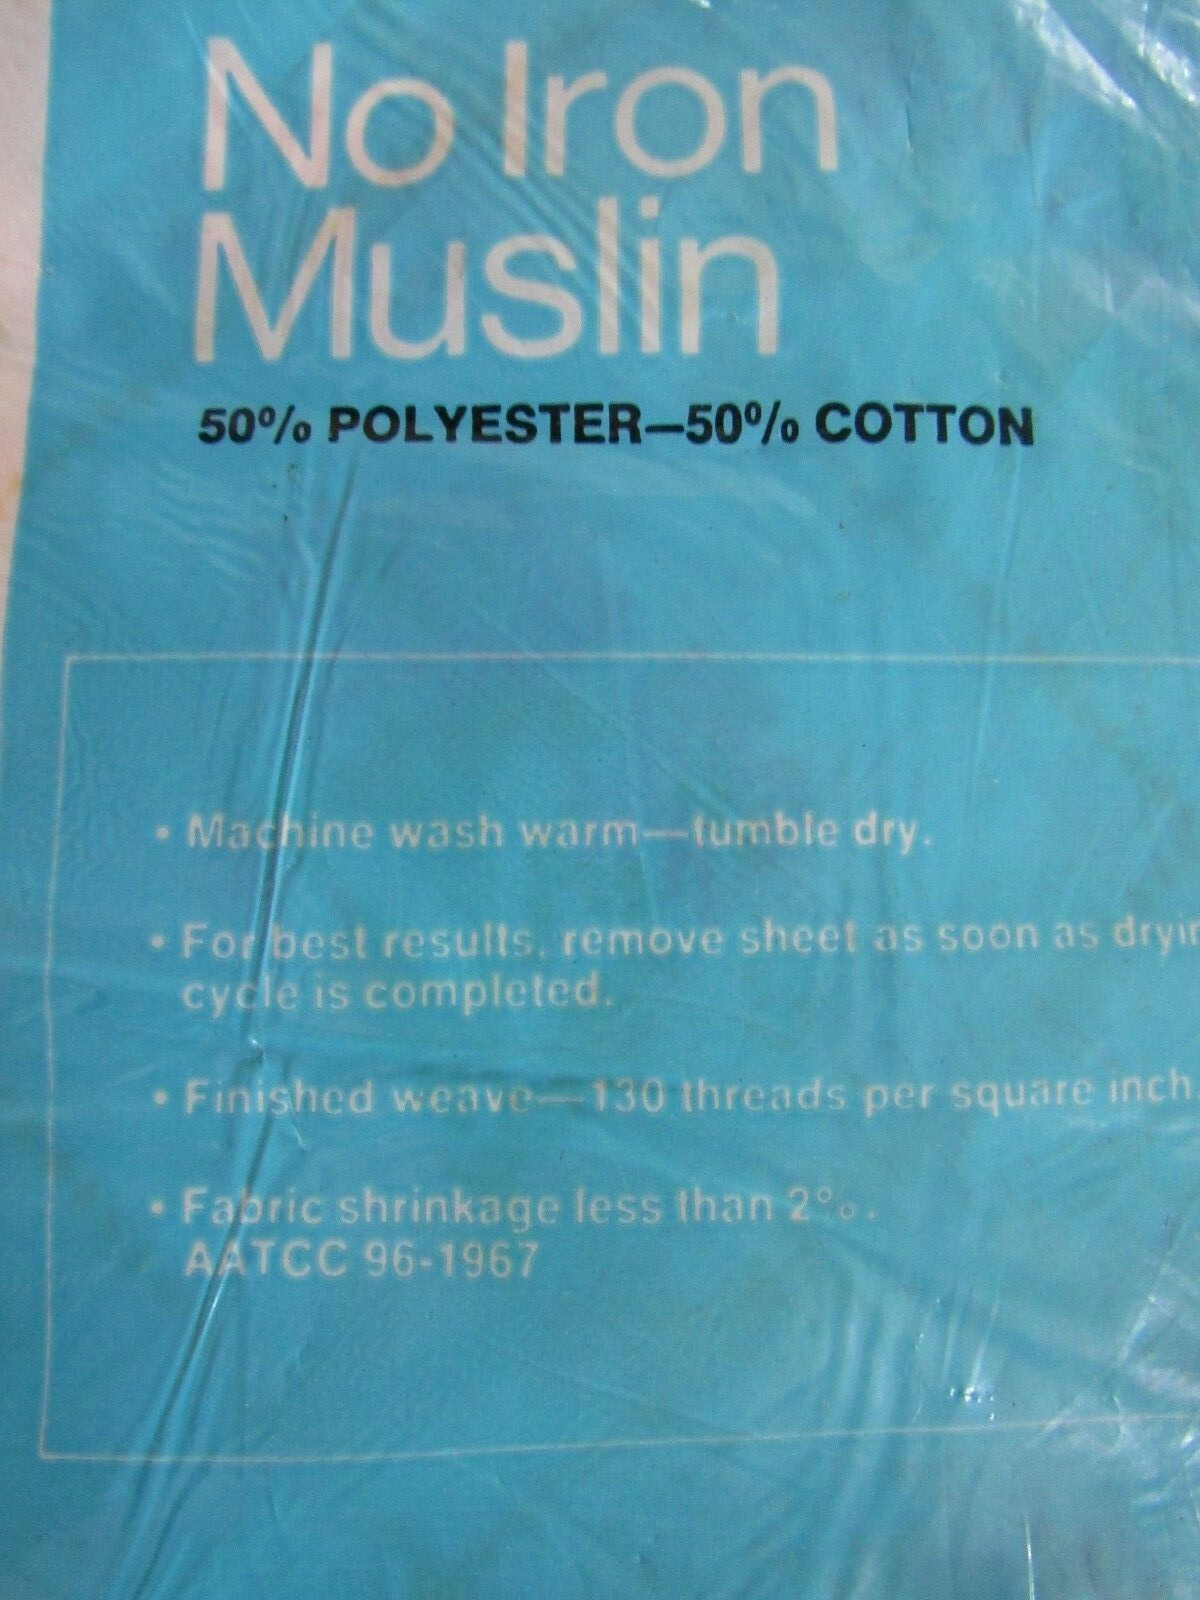 No Iron
Muslin
50% POLYESTER—50% COTTON
• Machine wash warm—tumble dry.
• For best results, remove sheet as soon as
cycle is completed.
• Finished weave—130 threads per square inch
• Fabric shrinkage less than 2%.
AATCC 96-1967